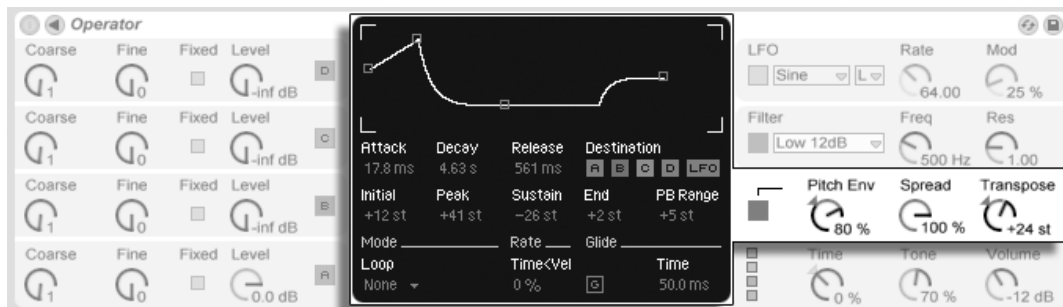 Operator
Coarse Fine Fixed Level
1 0 -inf dB D
Coarse Fine Fixed Level
1 0 -inf dB C
Coarse Fine Fixed Level
1 0 -inf dB B
Coarse Fine Fixed Level
1 0 0.0 dB A
Attack Decay Release Destination
17.8 ms 4.63 s 561 ms A B C D LFO
Initial Peak Sustain End PB Range
+12 st +41 st -26 st +2 st +5 st
Mode Rate Glide
Loop Time<Vel Time
None 0 % G 50.0 ms
LFO Rate Mod
Sine L 64.00 25 %
Filter Freq Res
Low 12dB 500 Hz 1.00
Pitch Env Spread Transpose
80 % 100 % +24 st
Time Tone Volume
0 % 70 % -12 dB